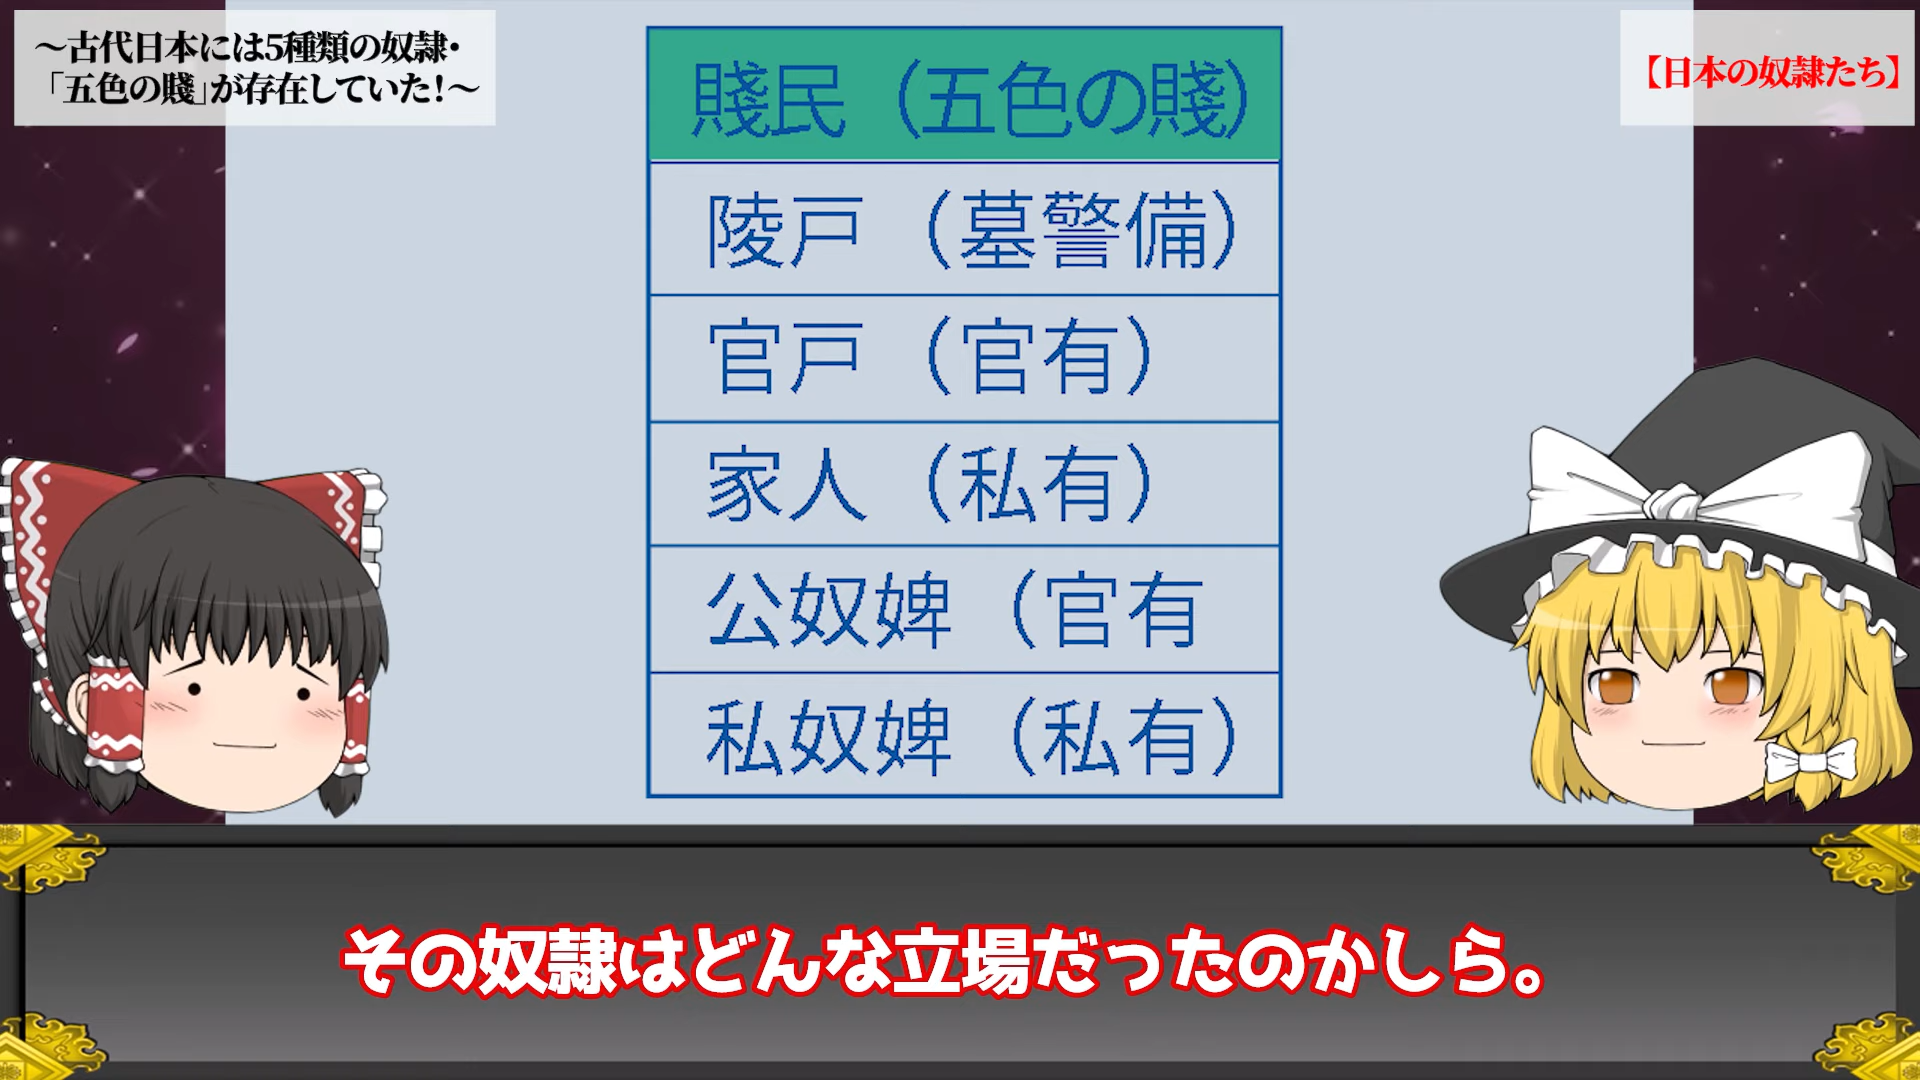 ～古代日本には5種類の奴隷・
「五色の賤」が存在していた！～
【日本の奴隷たち】
賤民（五色の賤）
陵戸（墓警備）
官戸（官有）
家人（私有）
公奴婢（官有
私奴婢（私有）
その奴隷はどんな立場だったのかしら。